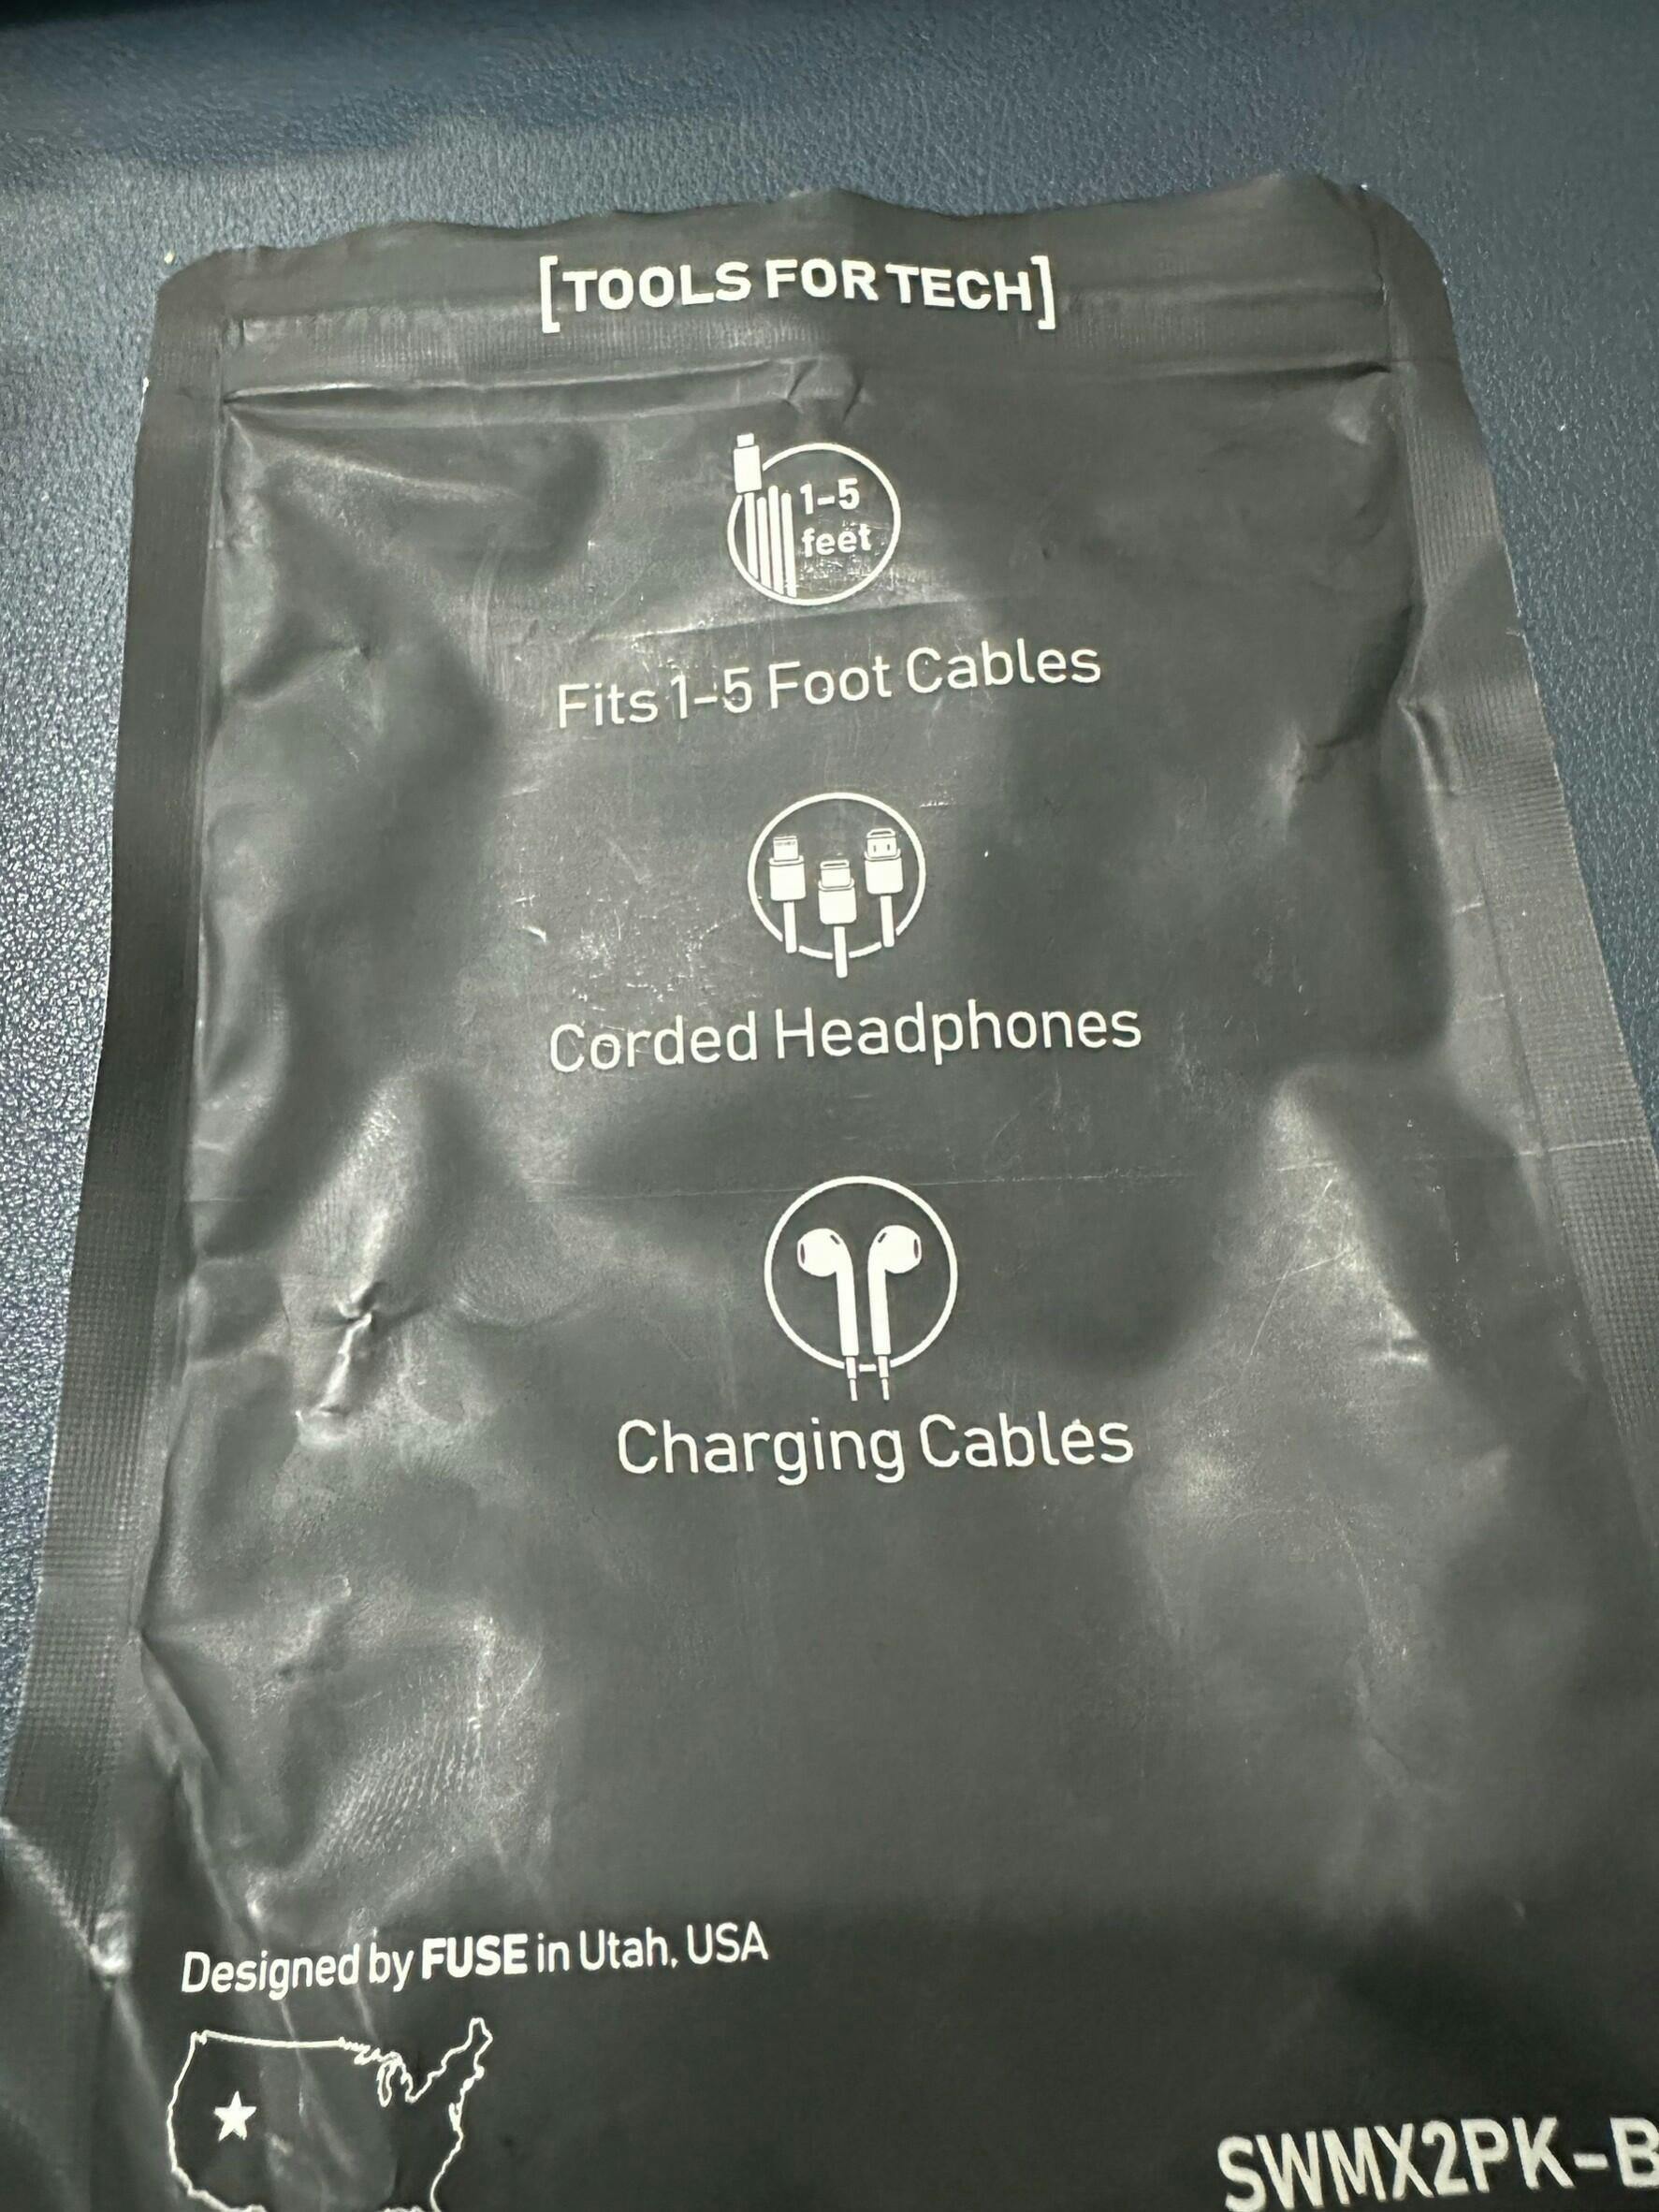 [TOOLS FOR TECH]
1-5
feet
Fits 1-5 Foot Cables
Corded Headphones
Charging Cables
Designed by FUSE in Utah, USA
SWMX2PK-B